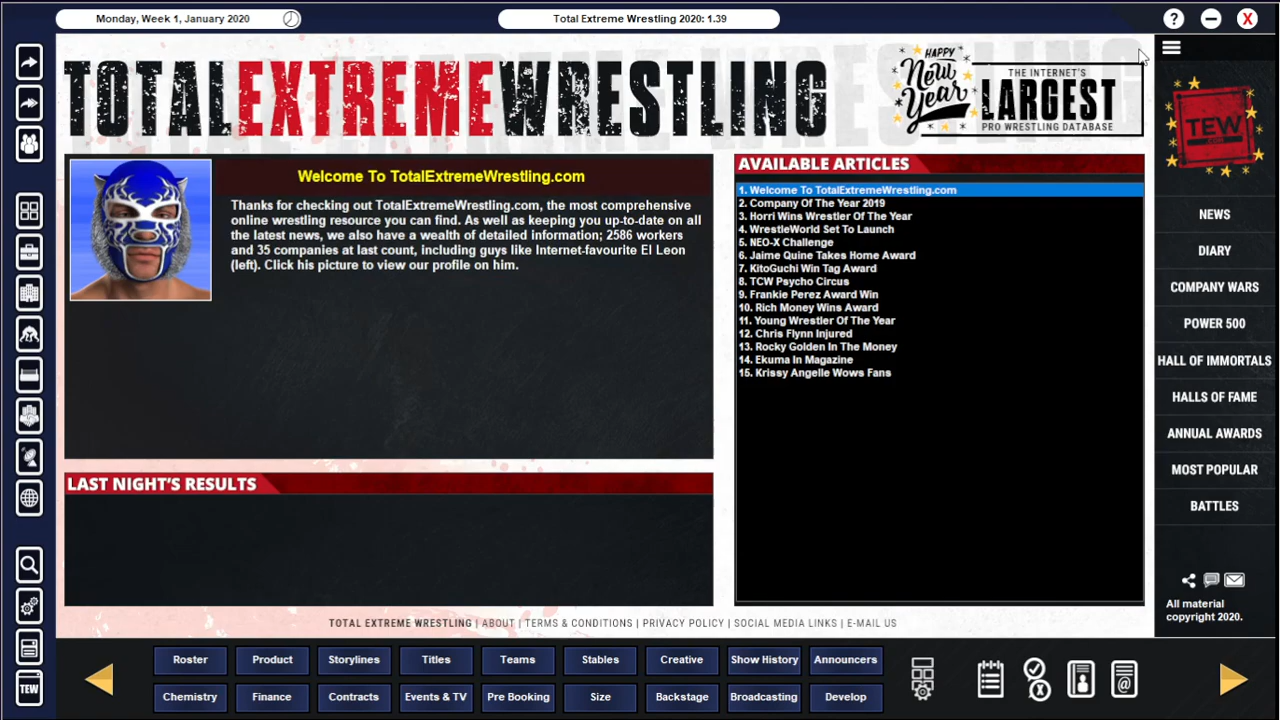 Monday, Week 1, January 2020
Total Extreme Wrestling 2020: 1.39
?
X
TOTALEXTREMEWRESTLING
HAPPY
New
Year
THE INTERNET'S
LARGEST
PRO WRESTLING DATABASE
TEW
.COM
Welcome To TotalExtremeWrestling.com
Thanks for checking out TotalExtremeWrestling.com, the most comprehensive
online wrestling resource you can find. As well as keeping you up-to-date on all
the latest news, we also have a wealth of detailed information; 2586 workers
and 35 companies at last count, including guys like Internet-favourite El Leon
(left). Click his picture to view our profile on him.
LAST NIGHT'S RESULTS
AVAILABLE ARTICLES
1. Welcome To TotalExtremeWrestling.com
2. Company Of The Year 2019
3. Horri Wins Wrestler Of The Year
4. WrestleWorld Set To Launch
5. NEO-X Challenge
6. Jaime Quine Takes Home Award
7. KitoGuchi Win Tag Award
8. TCW Psycho Circus
9. Frankie Perez Award Win
10. Rich Money Wins Award
11. Young Wrestler Of The Year
12. Chris Flynn Injured
13. Rocky Golden In The Money
14. Ekuma In Magazine
15. Krissy Angelle Wows Fans
NEWS
DIARY
COMPANY WARS
POWER 500
HALL OF IMMORTALS
HALLS OF FAME
ANNUAL AWARDS
MOST POPULAR
BATTLES
All material
copyright 2020.
TOTAL EXTREME WRESTLING | ABOUT | TERMS & CONDITIONS | PRIVACY POLICY | SOCIAL MEDIA LINKS | E-MAIL US
TEW
Roster Product Storylines Titles Teams Stables Creative Show History Announcers
Chemistry Finance Contracts Events & TV Pre Booking Size Backstage Broadcasting Develop